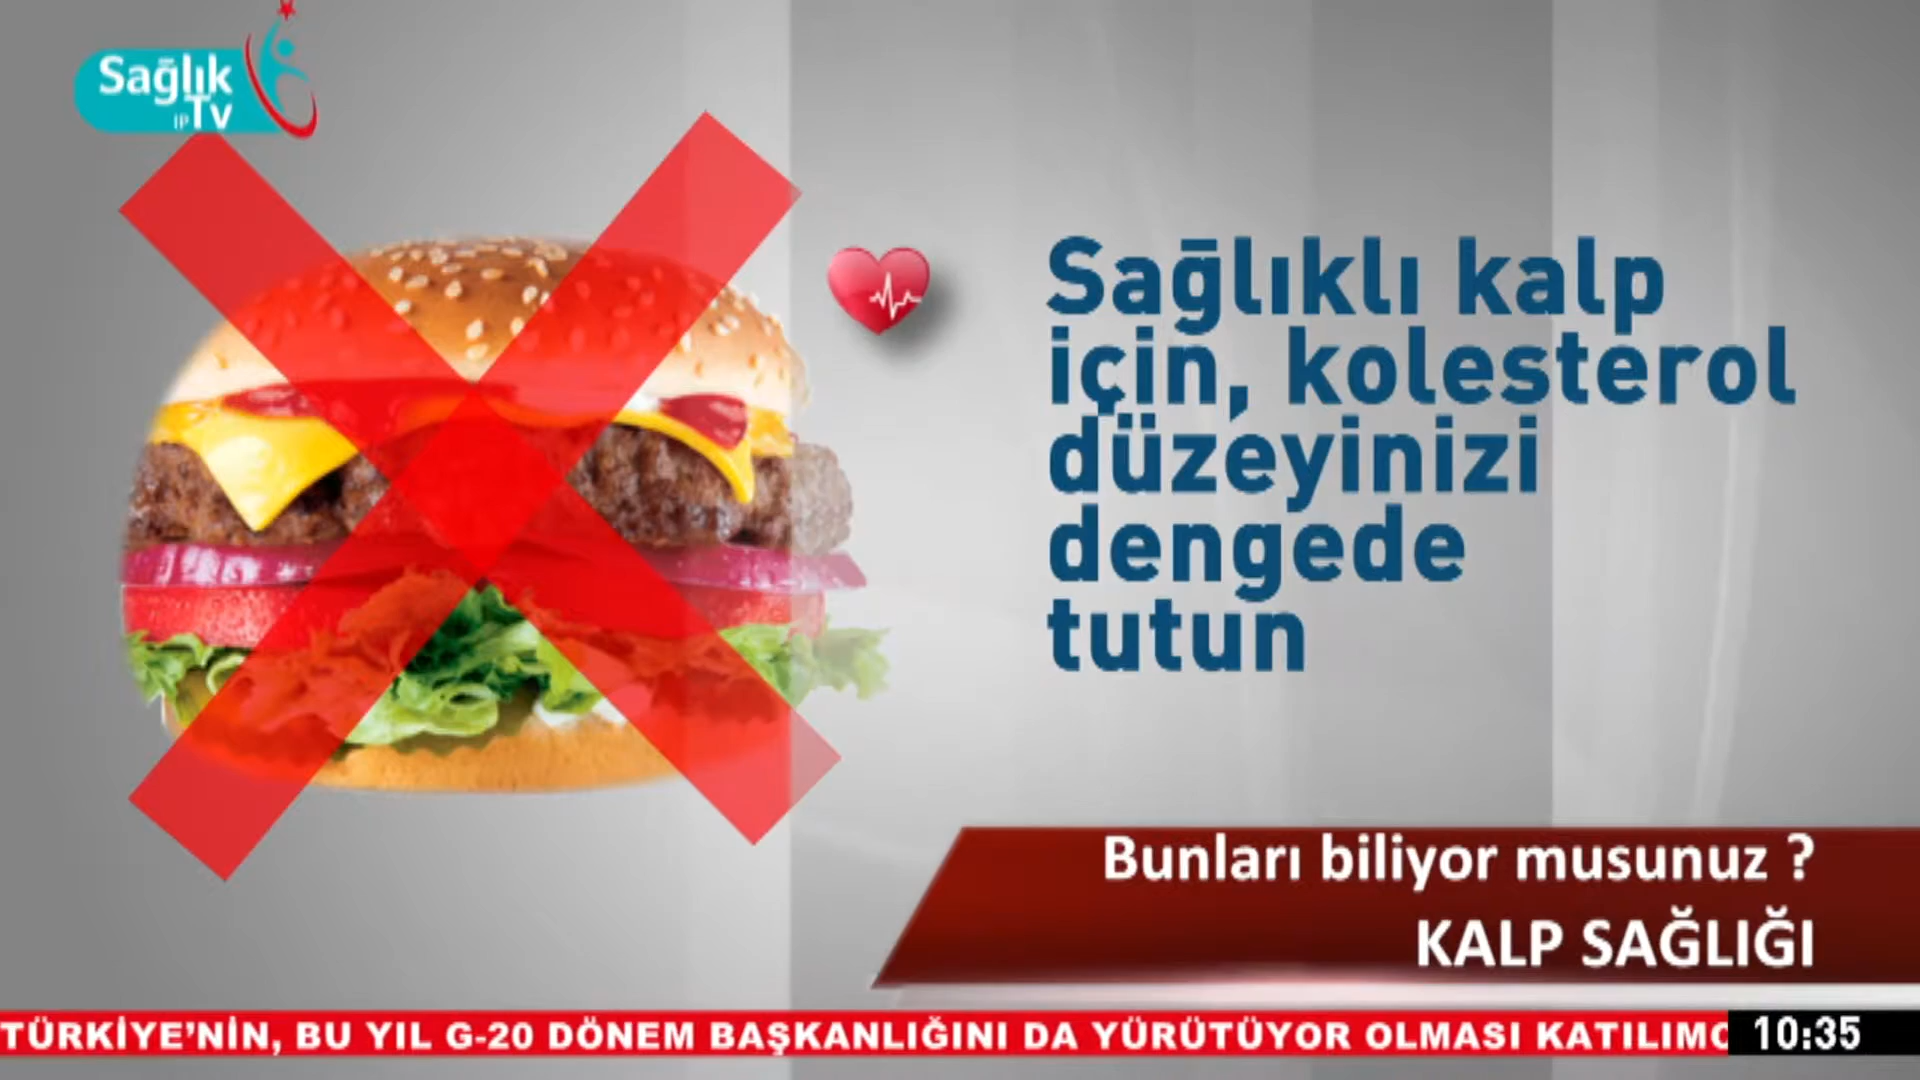 Sağlık
IPTv
Sağlıklı kalp
için, kolesterol
düzeyinizi
dengede
tutun
Bunları biliyor musunuz ?
KALP SAĞLIĞI
TÜRKİYE'NİN, BU YIL G-20 DÖNEM BAŞKANLIĞINI DA YÜRÜTÜYOR OLMASI
10:35